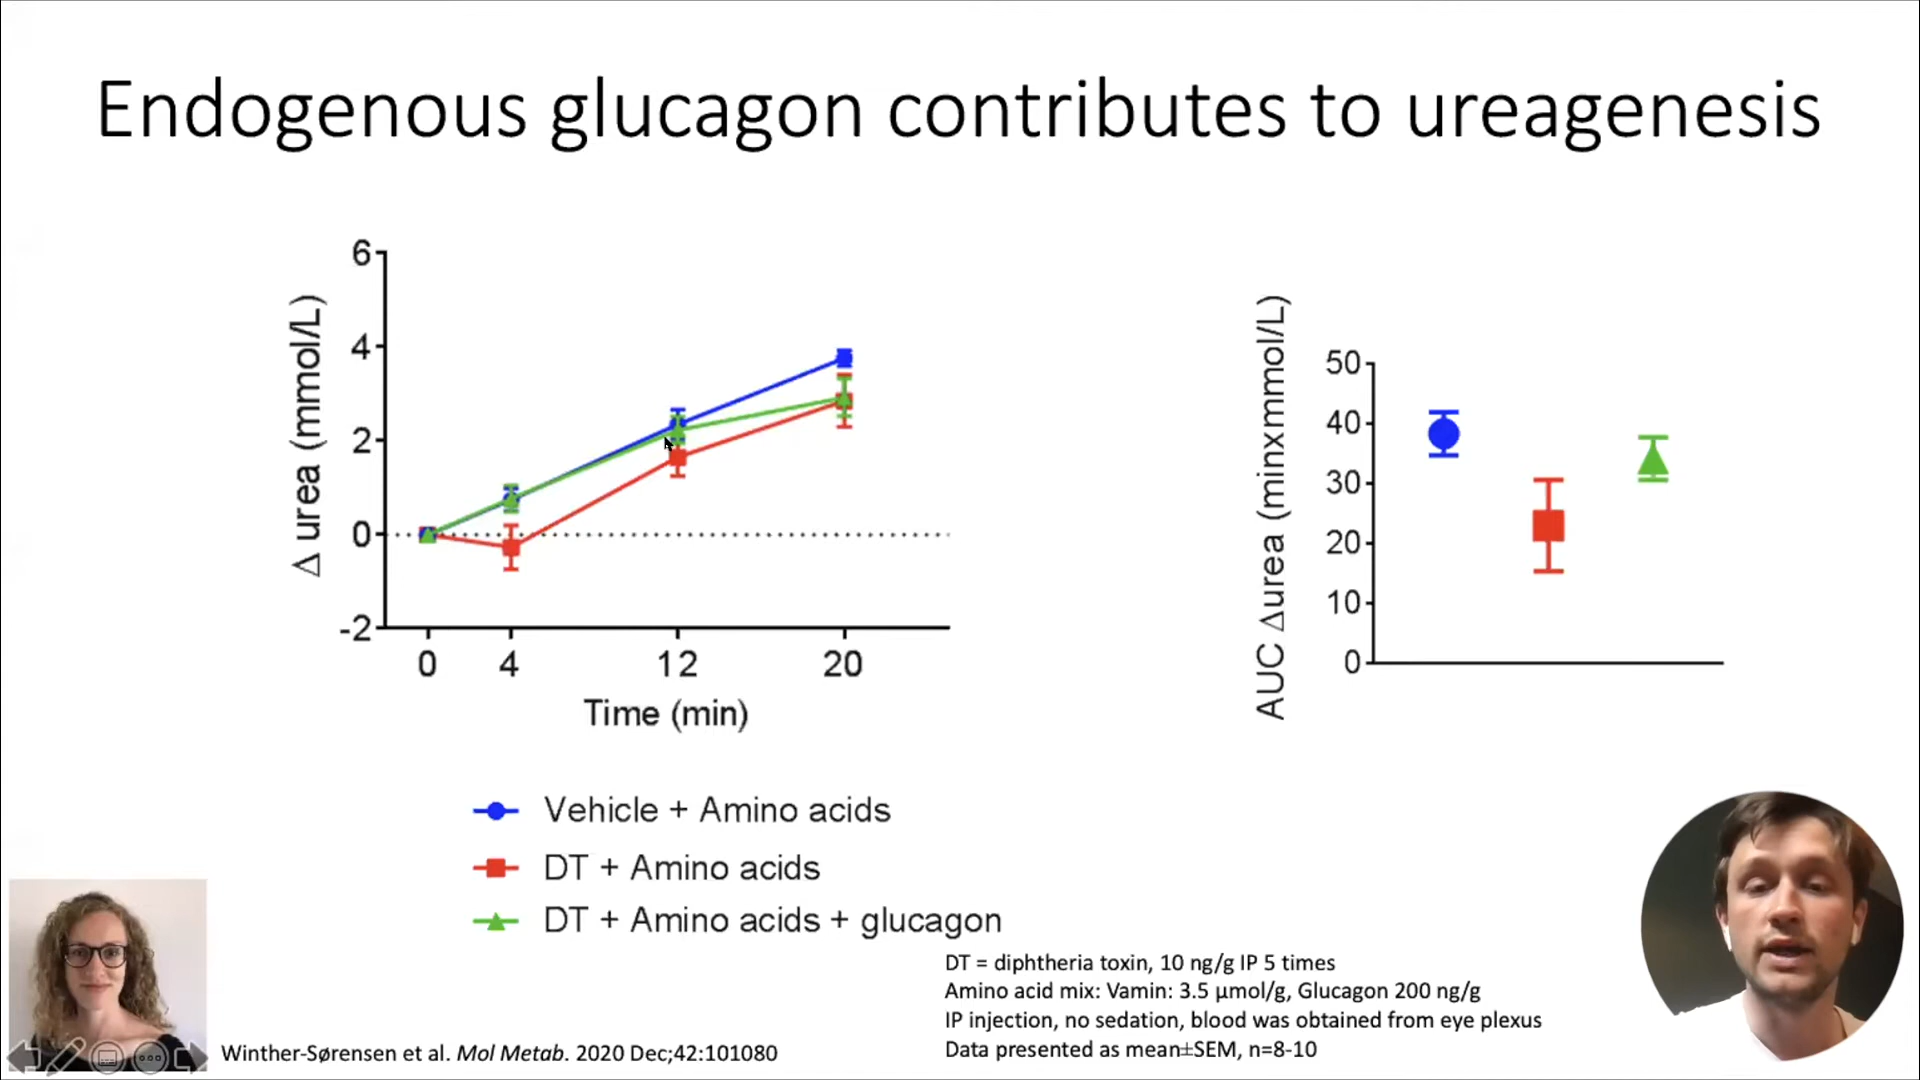 Endogenous glucagon contributes to ureagenesis
Δ urea (mmol/L)
6
4
2
0
-2
0 4 12 20
Time (min)
AUC Δurea (minxmmol/L)
50
40
30
20
10
0
Vehicle + Amino acids
DT + Amino acids
DT + Amino acids + glucagon
DT = diphtheria toxin, 10 ng/g IP 5 times
Amino acid mix: Vamin: 3.5 μmol/g, Glucagon 200 ng/g
IP injection, no sedation, blood was obtained from eye plexus
Data presented as mean±SEM, n=8-10
Winther-Sørensen et al. Mol Metab. 2020 Dec;42:101080